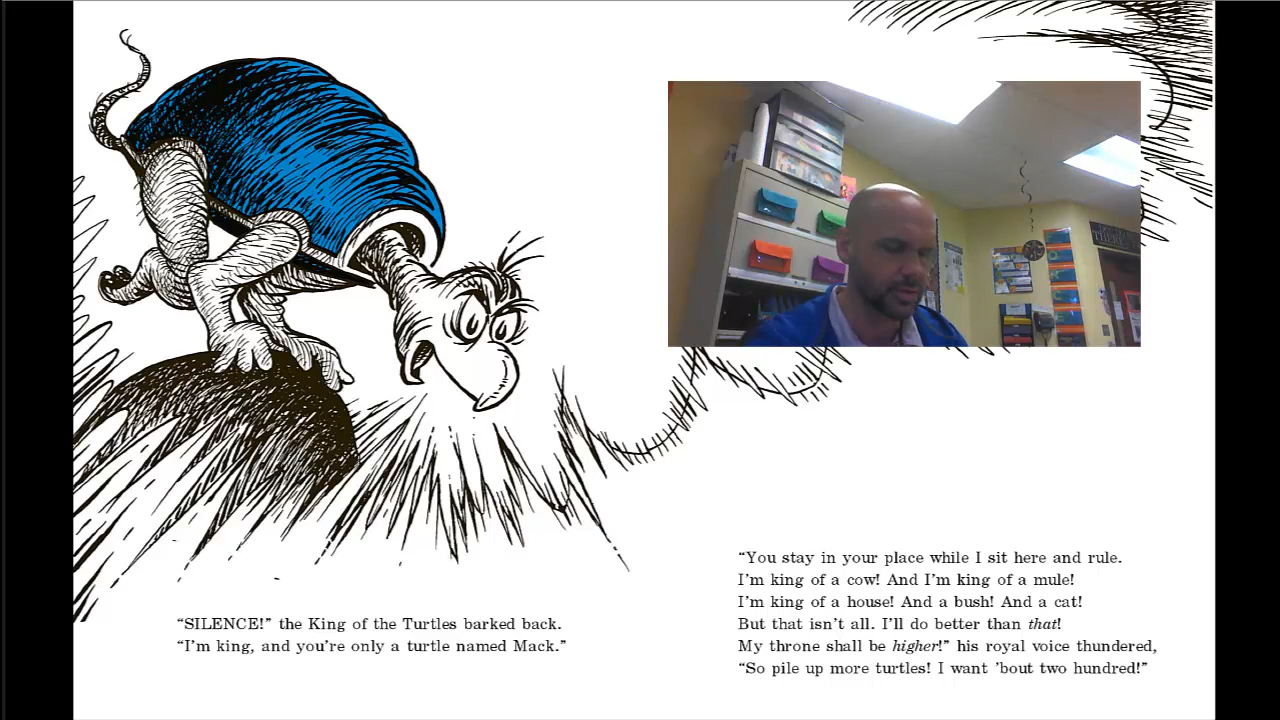 “SILENCE!” the King of the Turtles barked back.
“I’m king, and you’re only a turtle named Mack.”
“You stay in your place while I sit here and rule.
I’m king of a cow! And I’m king of a mule!
I’m king of a house! And a bush! And a cat!
But that isn’t all. I’ll do better than that!
My throne shall be higher!” his royal voice thundered,
“So pile up more turtles! I want ’bout two hundred!”